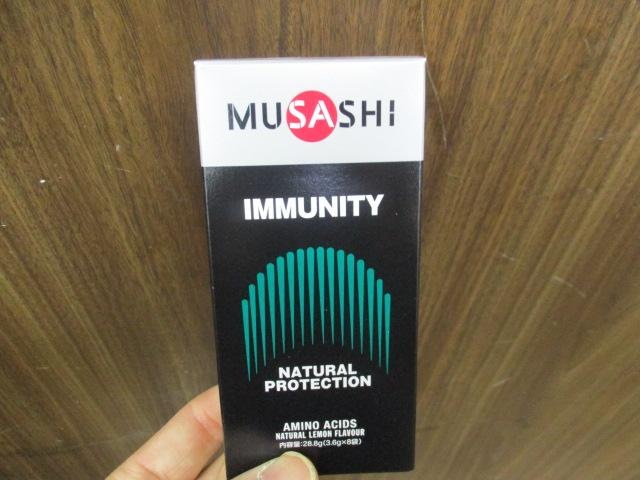 MUSASHI
IMMUNITY
NATURAL
PROTECTION
AMINO ACIDS
NATURAL LEMON FLAVOUR
内容量:28.8g(3.6g×8袋)